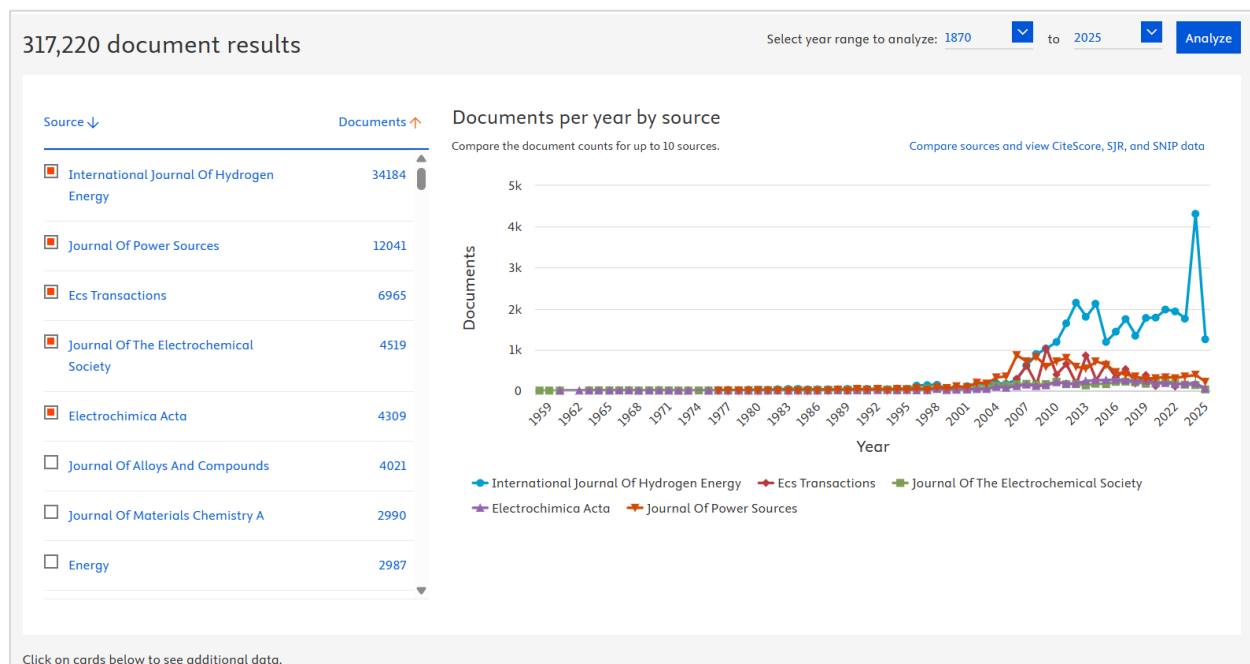 317,220 document results
Select year range to analyze: 1870 to 2025 Analyze
Source Documents
International Journal Of Hydrogen
Energy
34184
Journal Of Power Sources 12041
Ecs Transactions 6965
Journal Of The Electrochemical
Society
4519
Electrochimica Acta 4309
Journal Of Alloys And Compounds 4021
Journal Of Materials Chemistry A 2990
Energy 2987
Documents per year by source
Compare the document counts for up to 10 sources.
Compare sources and view CiteScore, SJR, and SNIP data
Documents
5k
4k
3k
2k
1k
0
1959 1962 1965 1968 1971 1974 1977 1980 1983 1986 1989 1992 1995 1998 2001 2004 2007 2010 2013 2016 2019 2022 2025
Year
International Journal Of Hydrogen Energy Ecs Transactions Journal Of The Electrochemical Society
Electrochimica Acta Journal Of Power Sources
Click on cards below to see additional data.